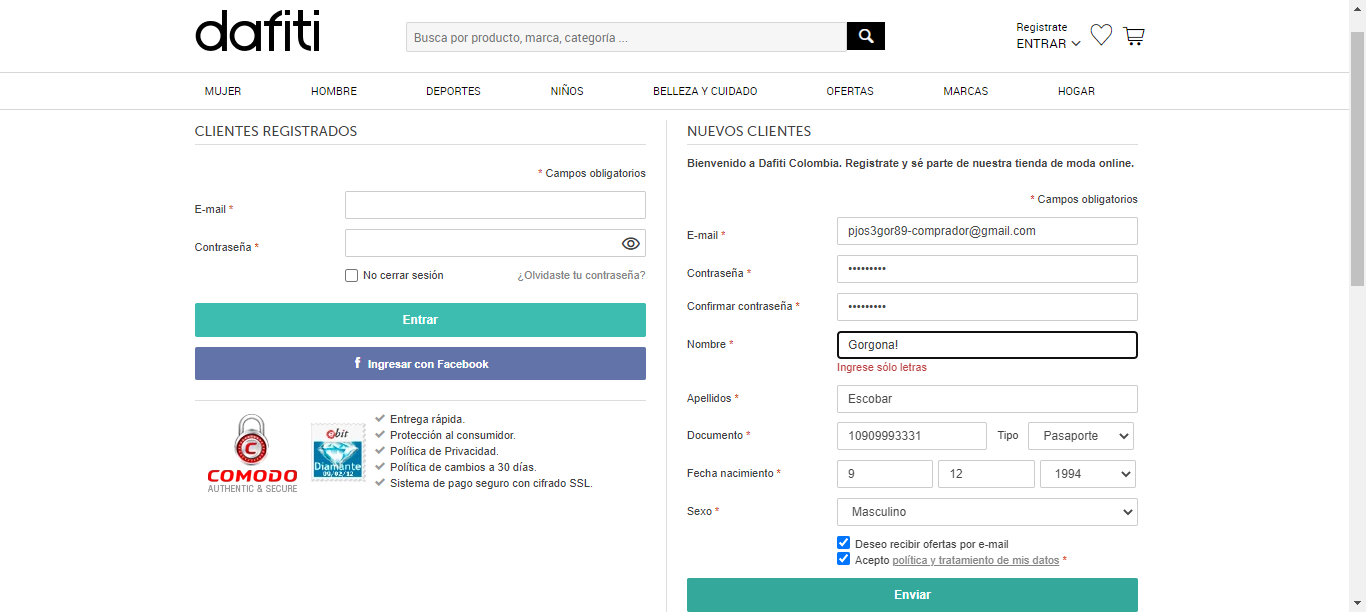 dafiti
Busca por producto, marca, categoría ...
Registrate
ENTRAR
MUJER HOMBRE DEPORTES NIÑOS BELLEZA Y CUIDADO OFERTAS MARCAS HOGAR
CLIENTES REGISTRADOS
* Campos obligatorios
E-mail *
Contraseña *
No cerrar sesión ¿Olvidaste tu contraseña?
Entrar
f Ingresar con Facebook
COMODO
AUTHENTIC & SECURE
ebit
Diamante
09/02/12
Entrega rápida.
Protección al consumidor.
Política de Privacidad.
Política de cambios a 30 días.
Sistema de pago seguro con cifrado SSL.
NUEVOS CLIENTES
Bienvenido a Dafiti Colombia. Registrate y sé parte de nuestra tienda de moda online.
* Campos obligatorios
E-mail * pjos3gor89-comprador@gmail.com
Contraseña * •••••••••
Confirmar contraseña * •••••••••
Nombre * Gorgona!
Ingrese sólo letras
Apellidos * Escobar
Documento * 10909993331 Tipo Pasaporte
Fecha nacimiento * 9 12 1994
Sexo * Masculino
Deseo recibir ofertas por e-mail
Acepto política y tratamiento de mis datos *
Enviar